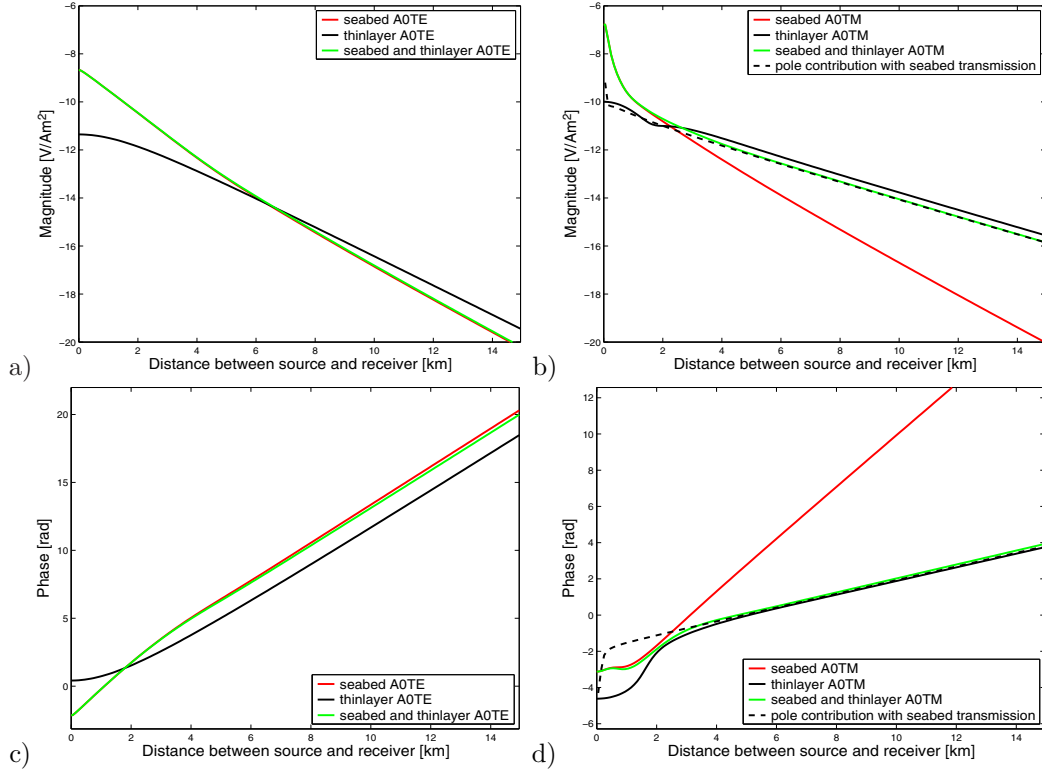 −6
−8
−10
−12
−14
−16
−18
−20
Magnitude [V/Am²]
seabed A0TE
thinlayer A0TE
seabed and thinlayer A0TE
0 2 4 6 8 10 12 14
Distance between source and receiver [km]
a)
−6
−8
−10
−12
−14
−16
−18
−20
Magnitude [V/Am²]
seabed A0TM
thinlayer A0TM
seabed and thinlayer A0TM
pole contribution with seabed transmission
0 2 4 6 8 10 12 14
Distance between source and receiver [km]
b)
20
15
10
5
0
Phase [rad]
seabed A0TE
thinlayer A0TE
seabed and thinlayer A0TE
0 2 4 6 8 10 12 14
Distance between source and receiver [km]
c)
12
10
8
6
4
2
0
−2
−4
−6
Phase [rad]
seabed A0TM
thinlayer A0TM
seabed and thinlayer A0TM
pole contribution with seabed transmission
0 2 4 6 8 10 12 14
Distance between source and receiver [km]
d)